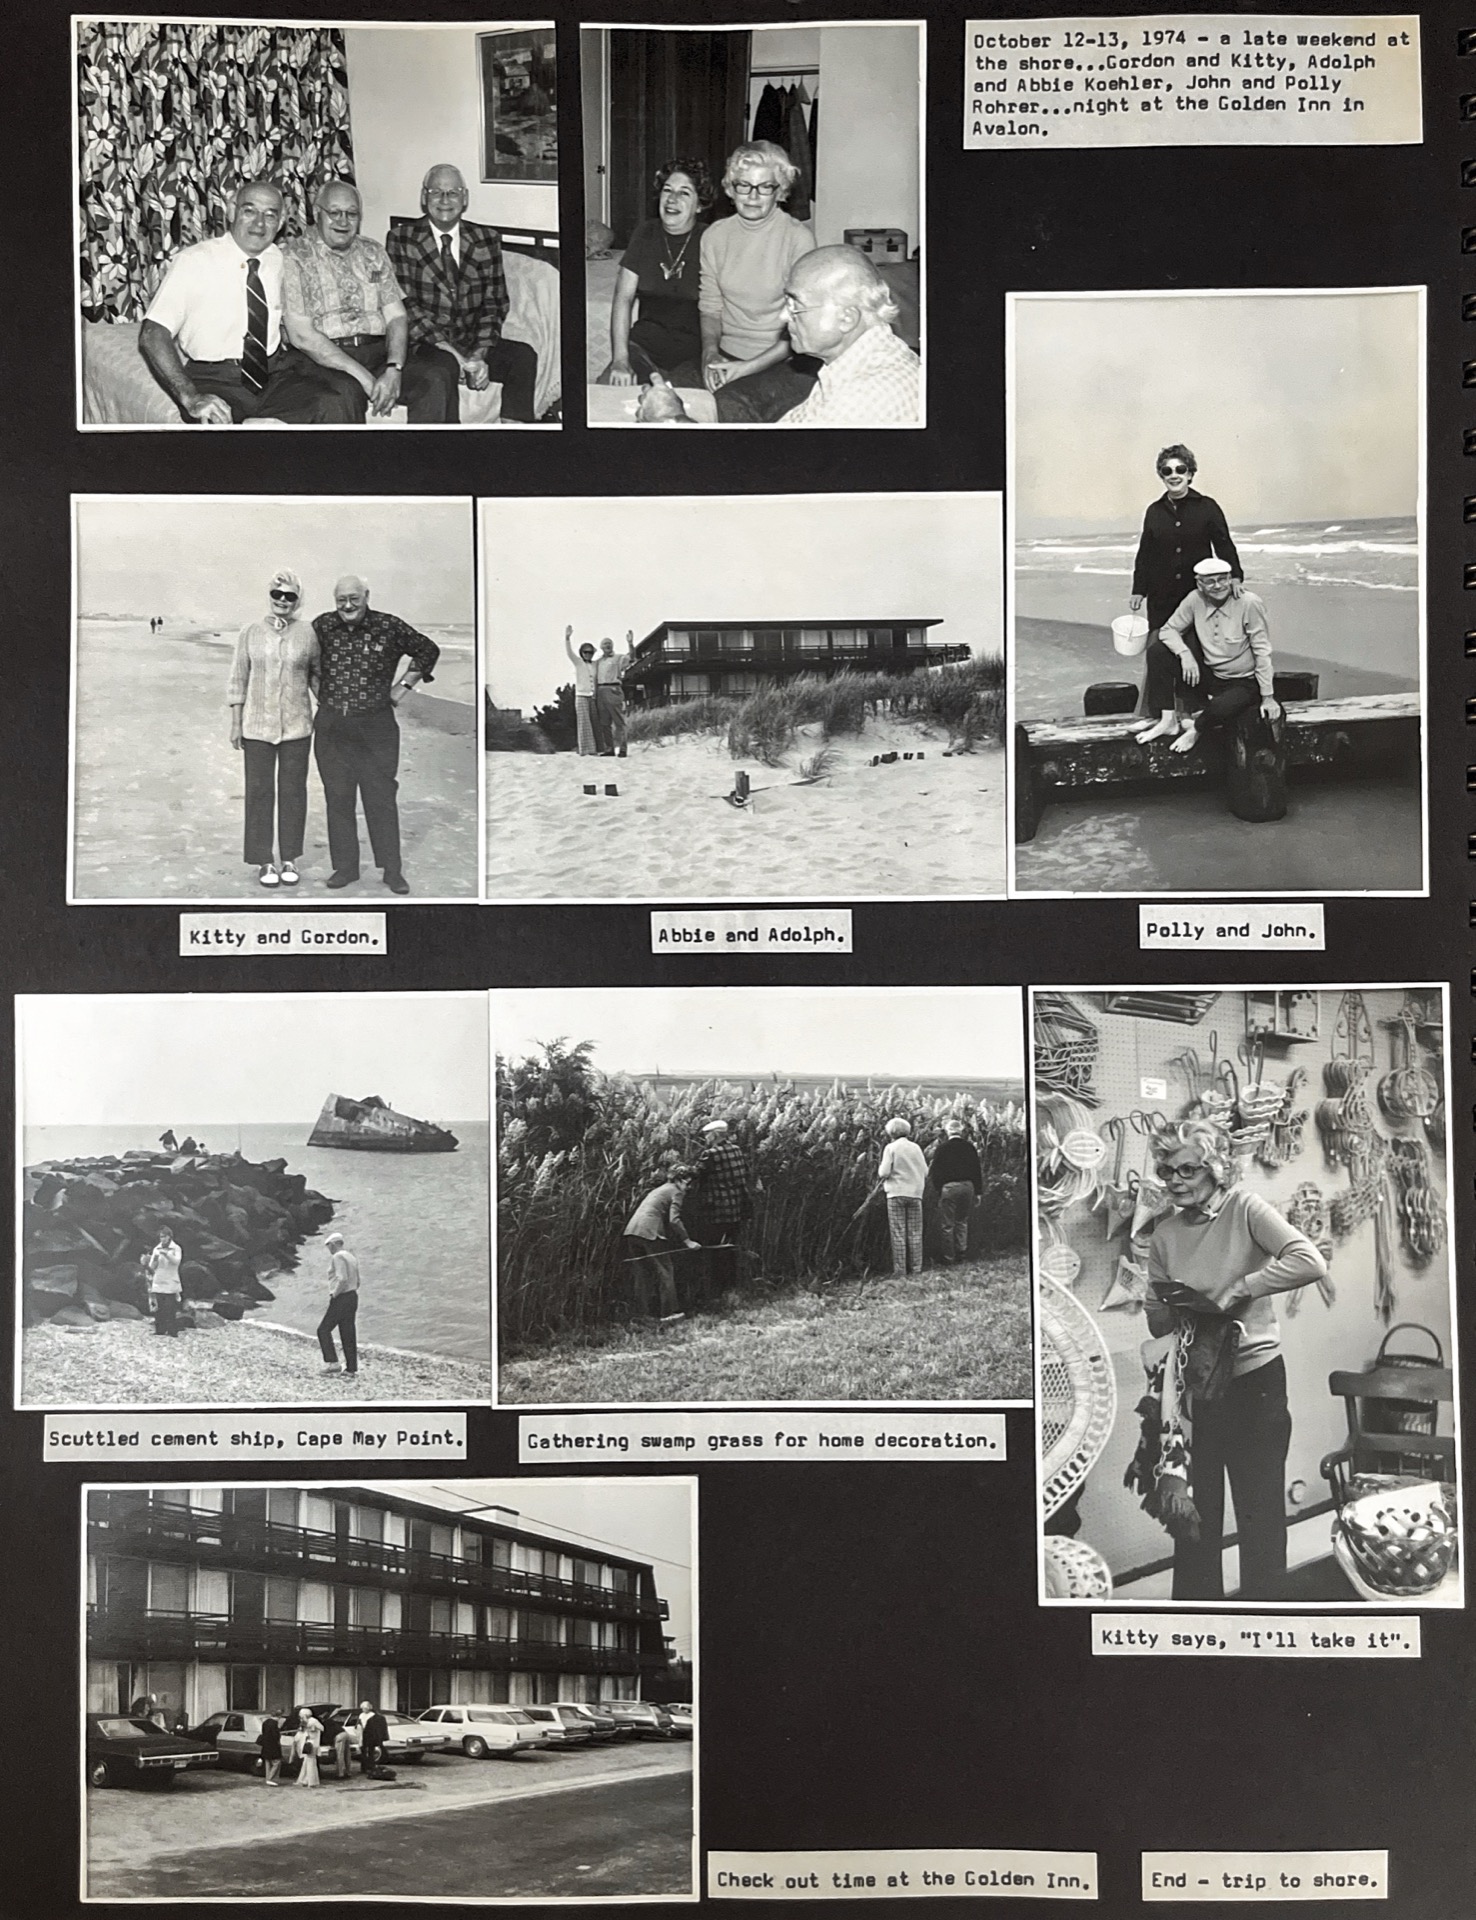 October 12-13, 1974 - a late weekend at
the shore...Gordon and Kitty, Adolph
and Abbie Koehler, John and Polly
Rohrer...night at the Golden Inn in
Avalon.
Kitty and Gordon.
Abbie and Adolph.
Polly and John.
Scuttled cement ship, Cape May Point.
Gathering swamp grass for home decoration.
Kitty says, "I'll take it".
Check out time at the Golden Inn.
End - trip to shore.